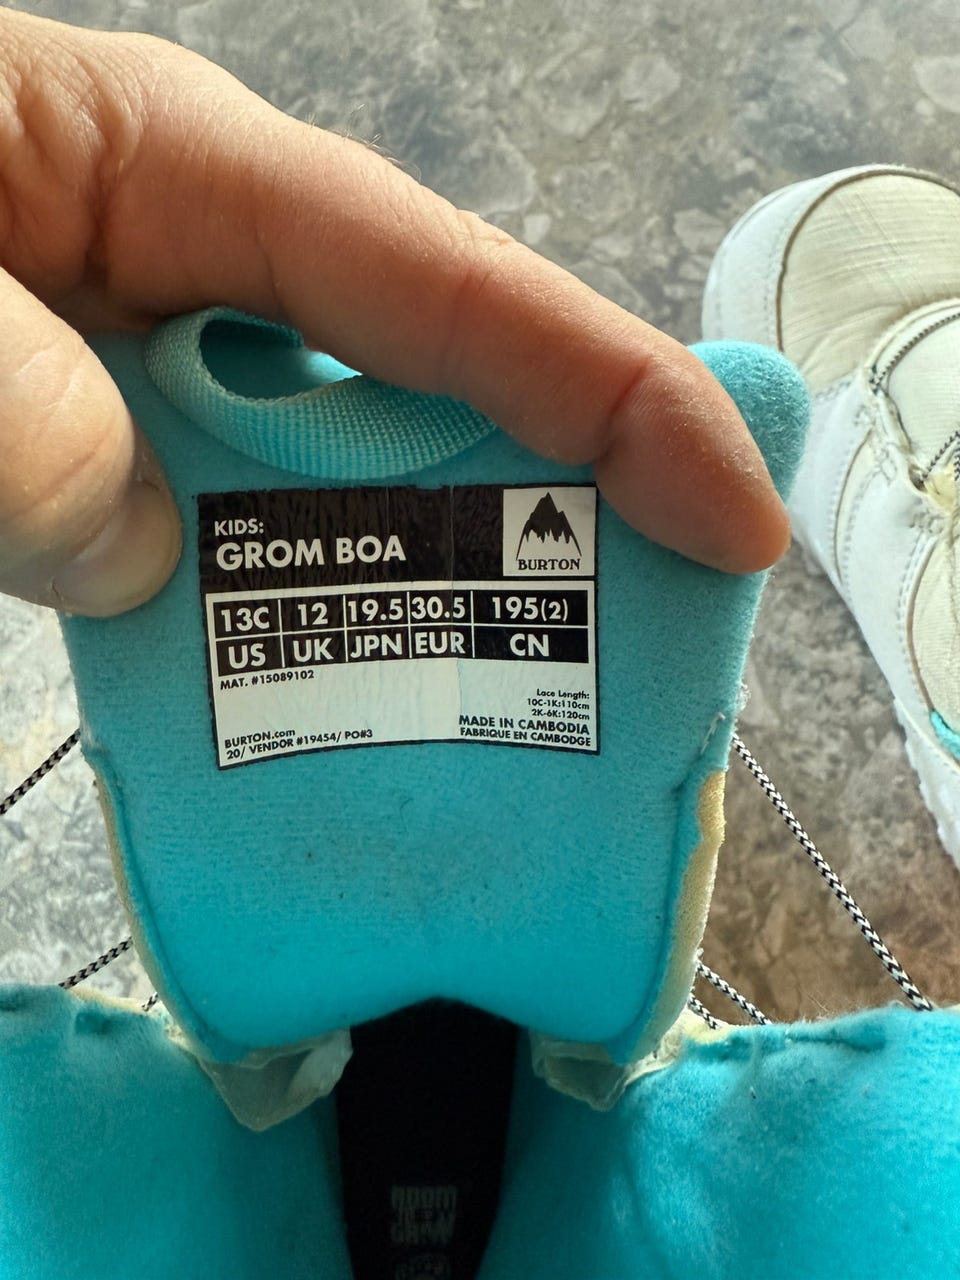 KIDS:
GROM BOA
BURTON
13C 12 19.5 30.5 195(2)
US UK JPN EUR CN
MAT. #15089102
Lace Length:
10C-1K:110cm
2K-6K:120cm
MADE IN CAMBODIA
FABRIQUE EN CAMBODGE
BURTON.com
20/ VENDOR #19454/ PO#3
ROOM